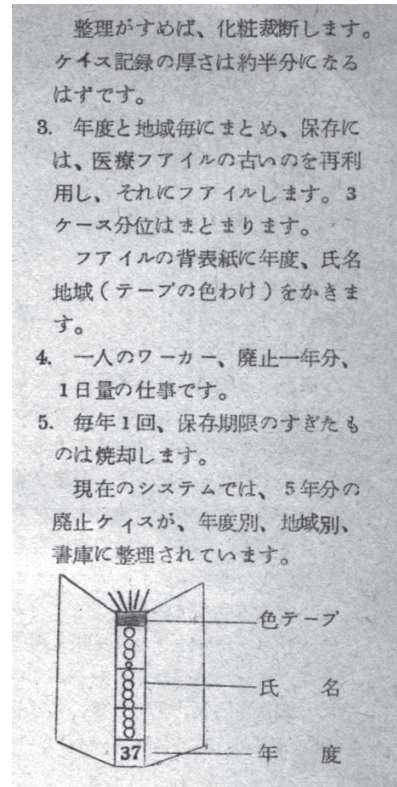 整理がすめば、化粧裁断します。
ケイス記録の厚さは約半分になる
はずです。
3. 年度と地域毎にまとめ、保存に
は、医療フアイルの古いのを再利
用し、それにフアイルします。3
ケース分位はまとまります。
フアイルの背表紙に年度、氏名
地域(テープの色わけ)をかきま
す。
4. 一人のワーカー、廃止一年分、
1日量の仕事です。
5. 毎年1回、保存期限のすぎたも
のは焼却します。
現在のシステムでは、5年分の
廃止ケィスが、年度別、地域別、
書庫に整理されています。
色テープ
氏 名
37
年 度